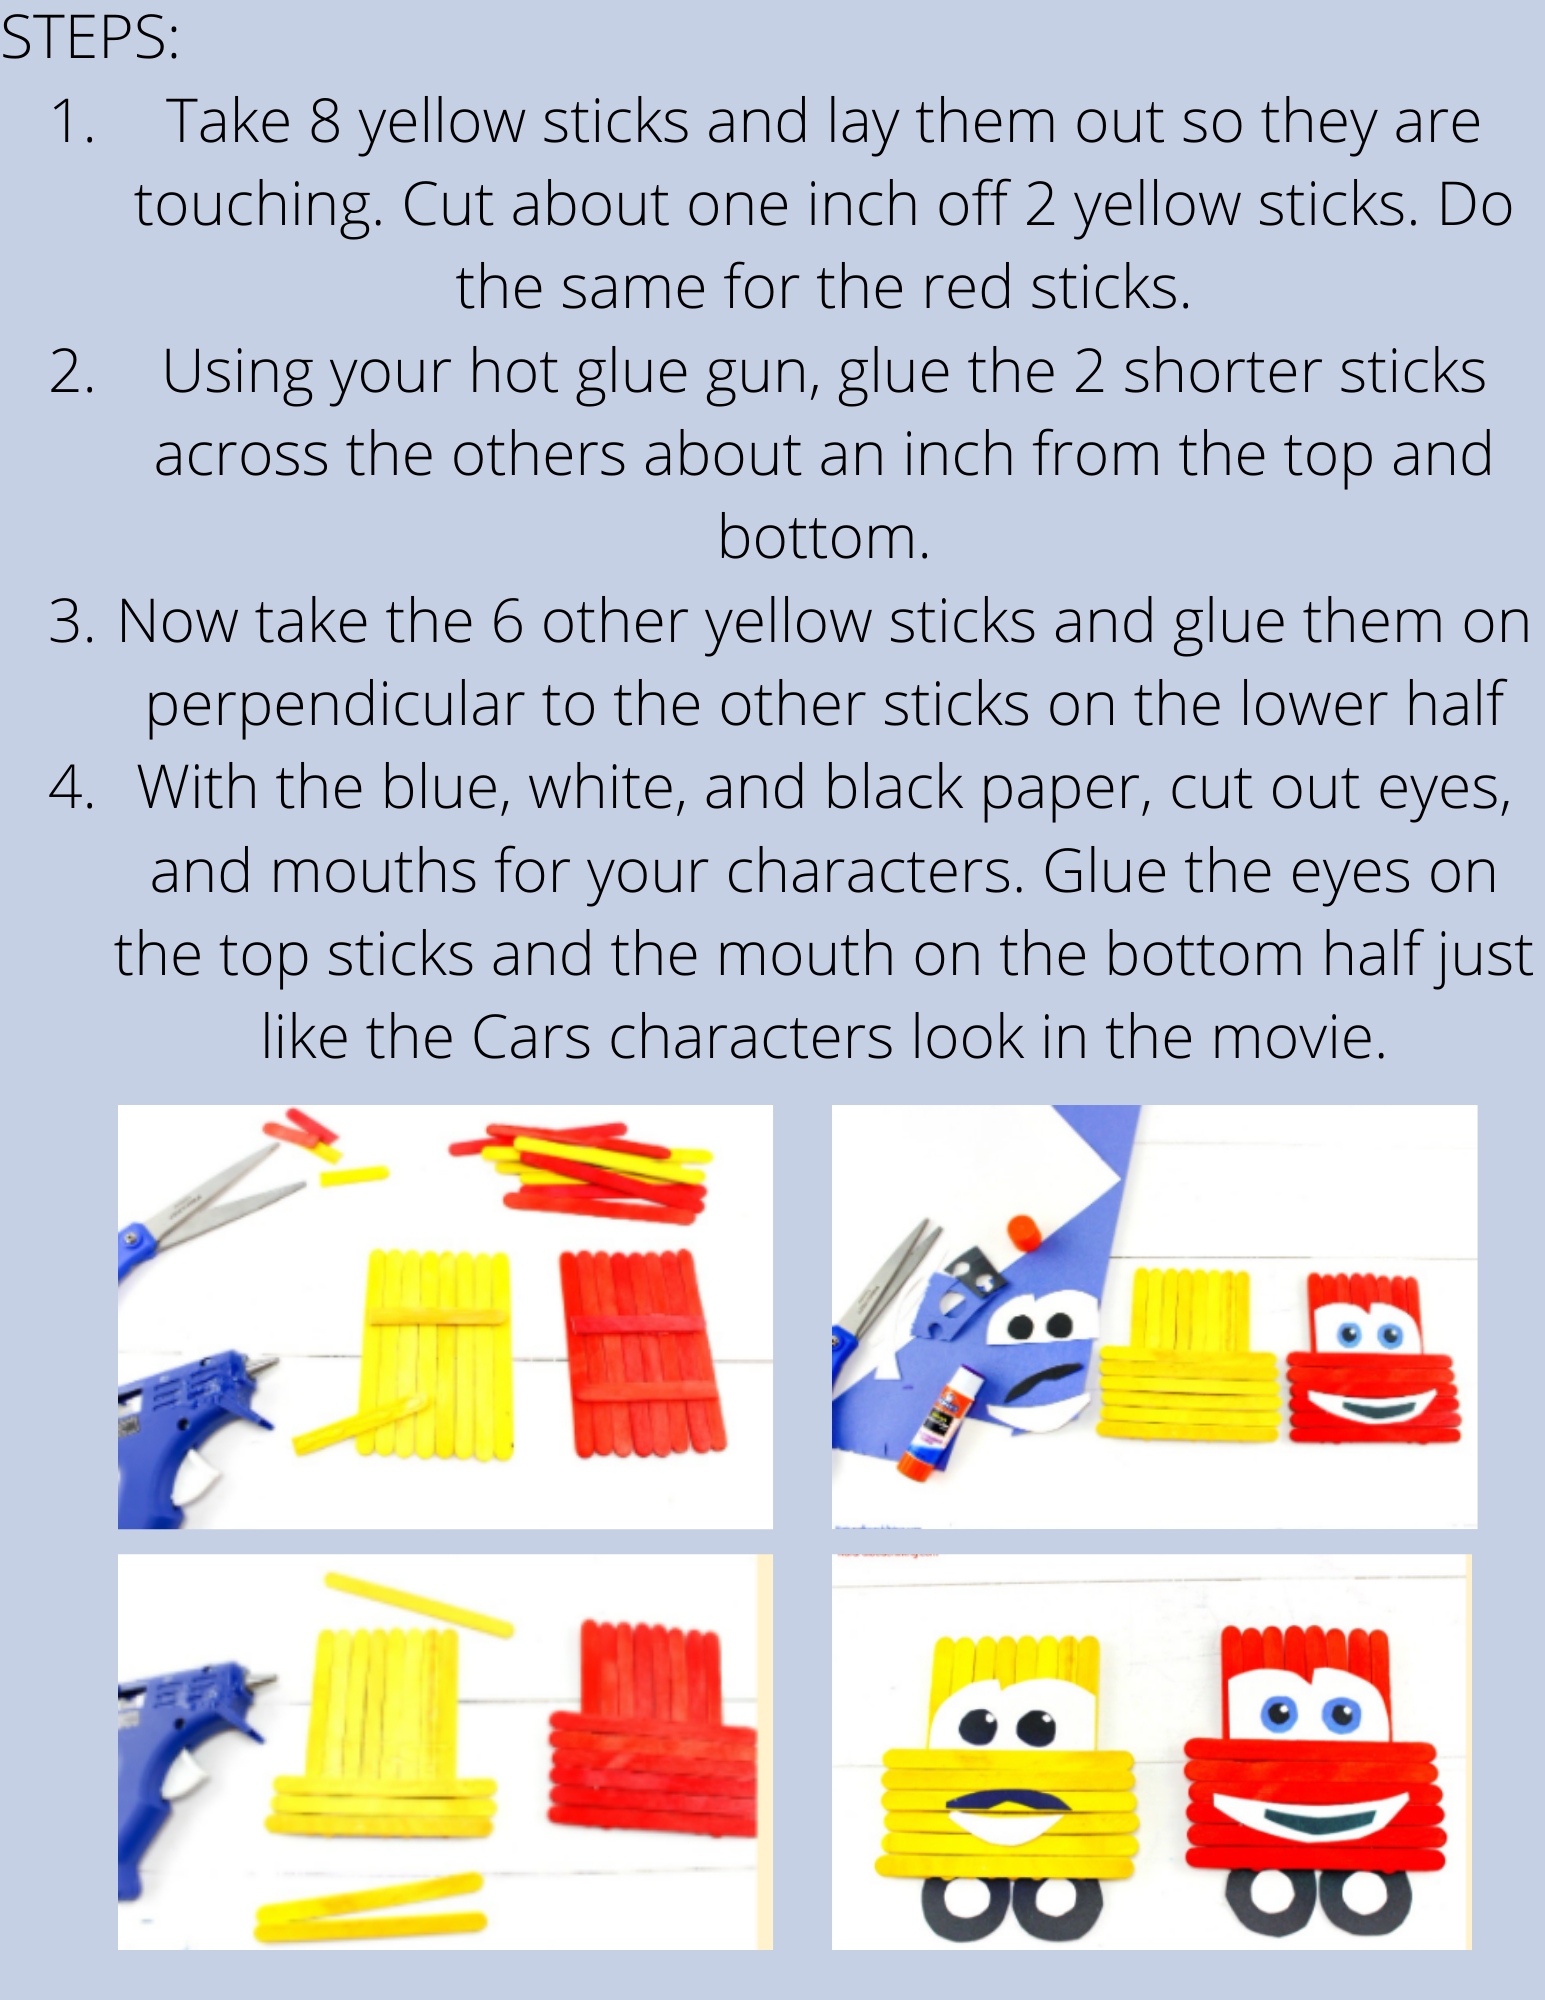 STEPS:
1. Take 8 yellow sticks and lay them out so they are
touching. Cut about one inch off 2 yellow sticks. Do
the same for the red sticks.
2. Using your hot glue gun, glue the 2 shorter sticks
across the others about an inch from the top and
bottom.
3. Now take the 6 other yellow sticks and glue them on
perpendicular to the other sticks on the lower half
4. With the blue, white, and black paper, cut out eyes,
and mouths for your characters. Glue the eyes on
the top sticks and the mouth on the bottom half just
like the Cars characters look in the movie.